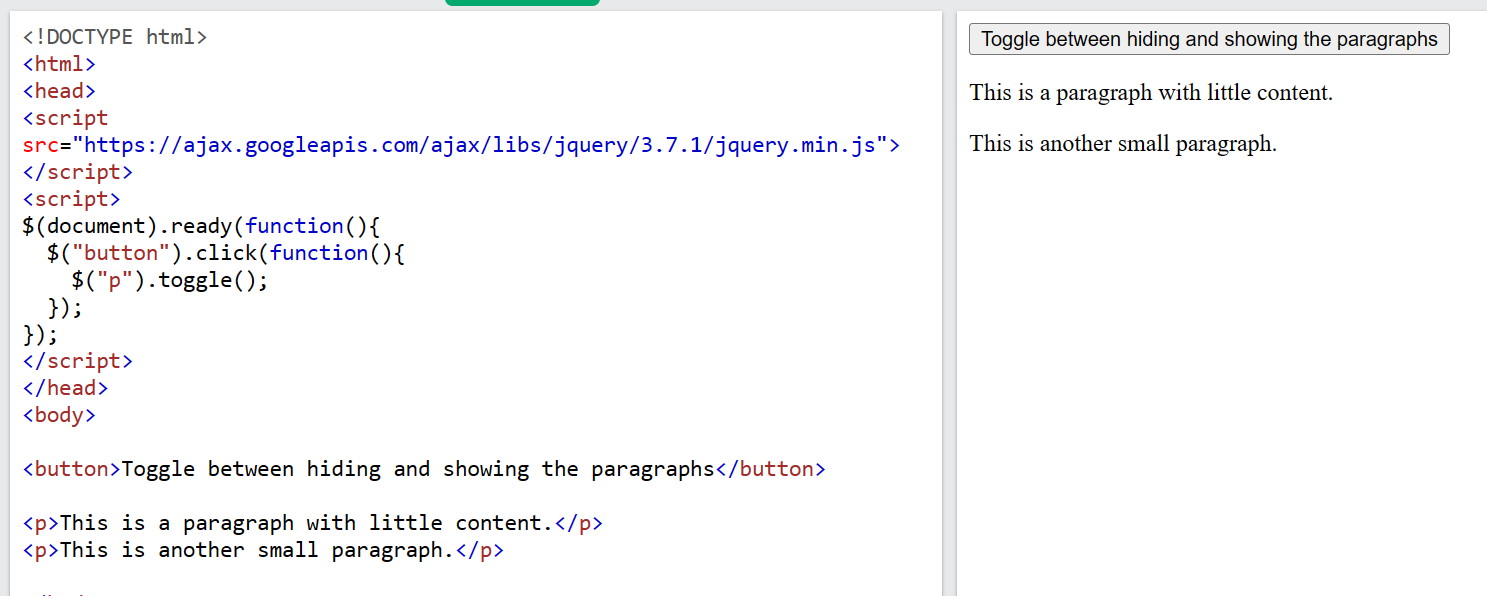 <!DOCTYPE html>
<html>
<head>
<script
src="https://ajax.googleapis.com/ajax/libs/jquery/3.7.1/jquery.min.js">
</script>
<script>
$(document).ready(function(){
  $("button").click(function(){
    $("p").toggle();
  });
});
</script>
</head>
<body>

<button>Toggle between hiding and showing the paragraphs</button>

<p>This is a paragraph with little content.</p>
<p>This is another small paragraph.</p>

Toggle between hiding and showing the paragraphs
This is a paragraph with little content.
This is another small paragraph.